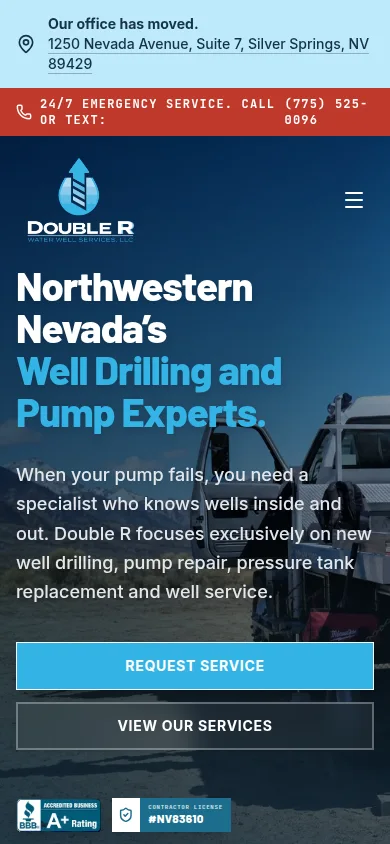 Our office has moved.
1250 Nevada Avenue, Suite 7, Silver Springs, NV
89429
24/7 EMERGENCY SERVICE. CALL
OR TEXT:
(775) 525-
0096
DOUBLE R
WATER WELL SERVICES, LLC
Northwestern
Nevada’s
Well Drilling and
Pump Experts.
When your pump fails, you need a
specialist who knows wells inside and
out. Double R focuses exclusively on new
well drilling, pump repair, pressure tank
replacement and well service.
REQUEST SERVICE
VIEW OUR SERVICES
BBB
ACCREDITED BUSINESS
A+ Rating
CONTRACTOR LICENSE
#NV83610